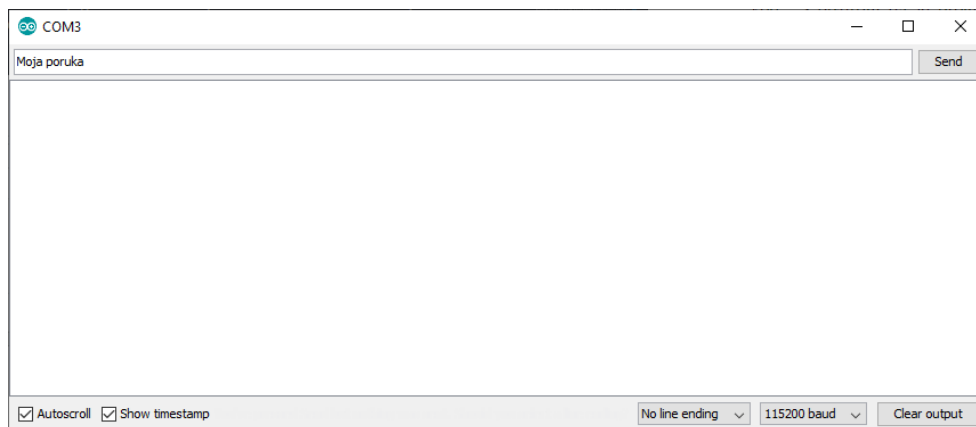 COM3
Moja poruka Send
Autoscroll Show timestamp No line ending 115200 baud Clear output